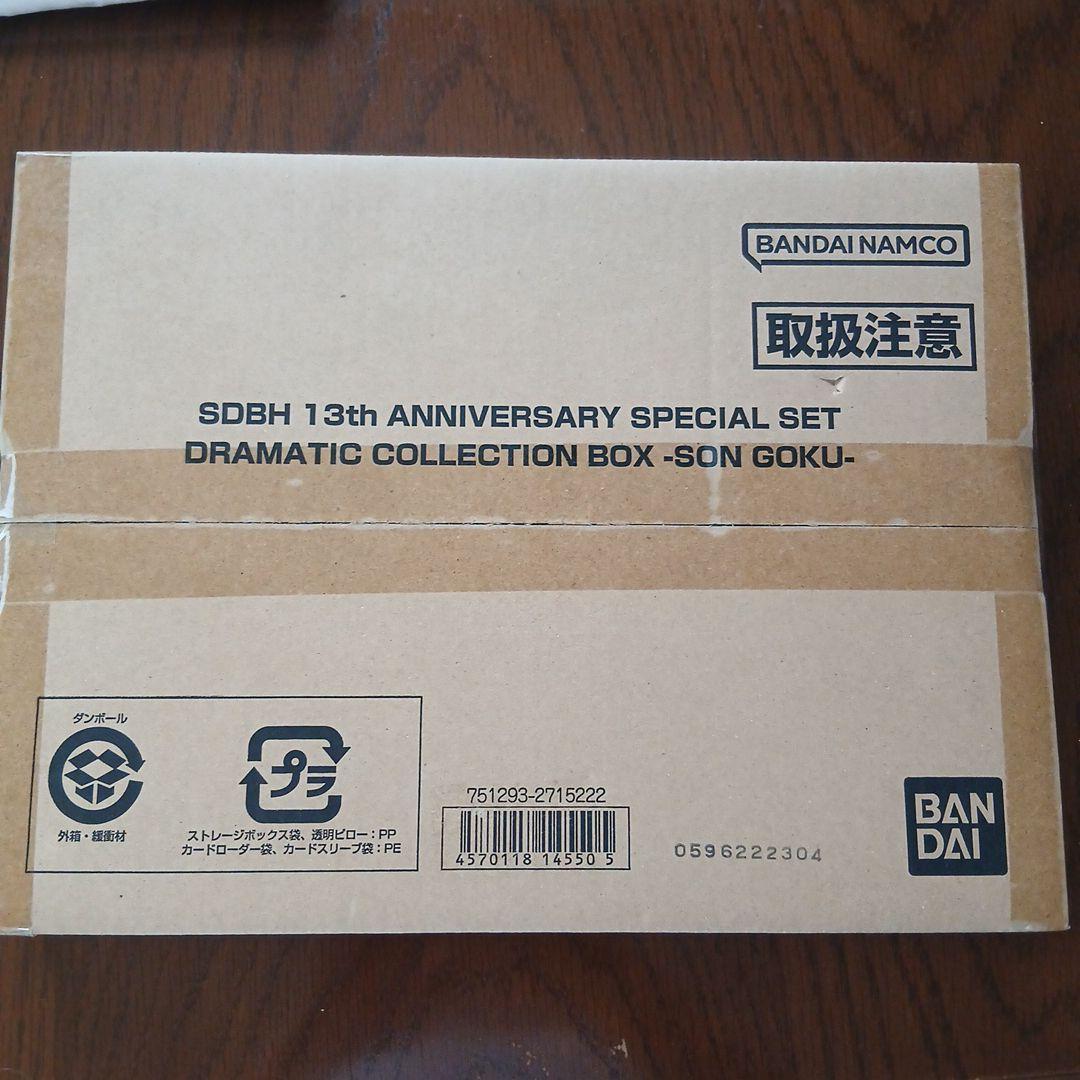 BANDAI NAMCO
取扱注意
SDBH 13th ANNIVERSARY SPECIAL SET
DRAMATIC COLLECTION BOX -SON GOKU-
ダンボール
外箱・緩衝材
プラ
ストレージボックス袋、透明ピロー：PP
カードローダー袋、カードスリーブ袋：PE
751293-2715222
4570118 14550 5
0596222304
BAN
DAI